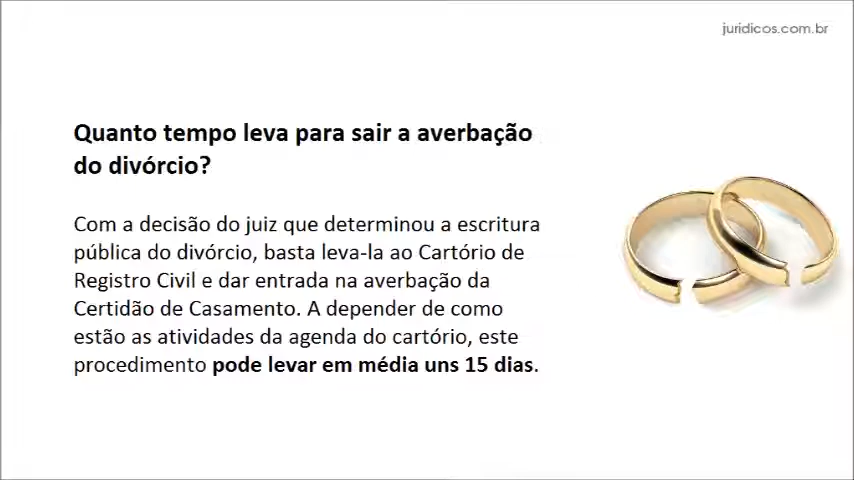 juridicos.com.br
Quanto tempo leva para sair a averbação
do divórcio?
Com a decisão do juiz que determinou a escritura
pública do divórcio, basta leva-la ao Cartório de
Registro Civil e dar entrada na averbação da
Certidão de Casamento. A depender de como
estão as atividades da agenda do cartório, este
procedimento pode levar em média uns 15 dias.